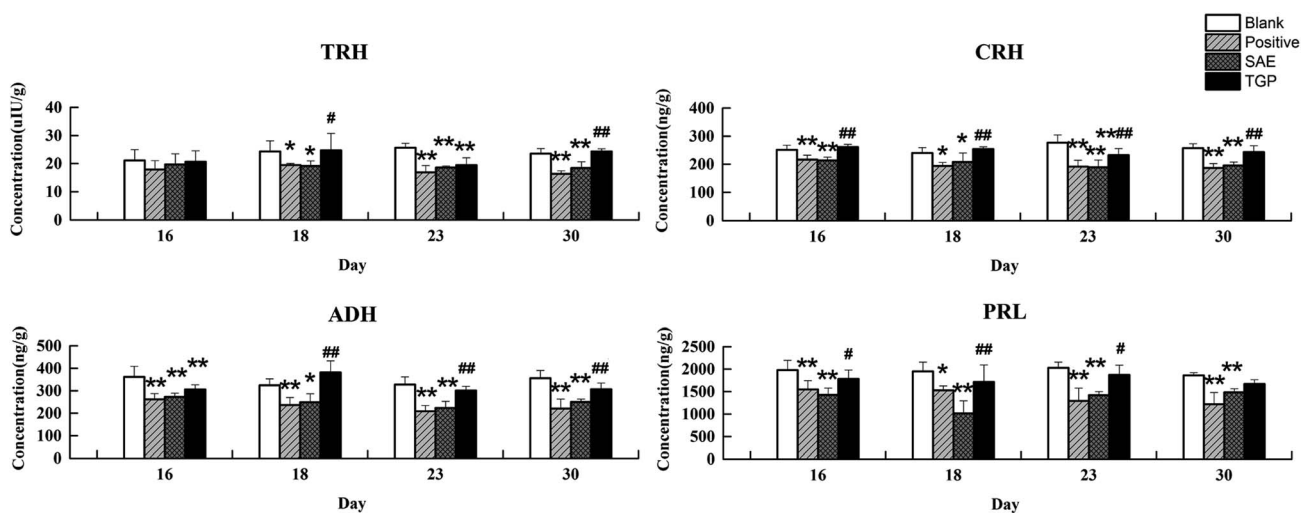 Blank
Positive
SAE
TGP
TRH
Concentration(uIU/g)
40
30
20
10
0
#
* *
** ** **
** ** ##
16 18 23 30
Day
CRH
Concentration(ng/g)
400
300
200
100
0
** ** ##
* * ##
** ** ##
** ** ##
16 18 23 30
Day
ADH
Concentration(ng/g)
500
400
300
200
100
0
** ** **
** * ##
** ** ##
** ** ##
16 18 23 30
Day
PRL
Concentration(ng/g)
2500
2000
1500
1000
500
0
** ** #
* ** ##
** ** #
** **
16 18 23 30
Day